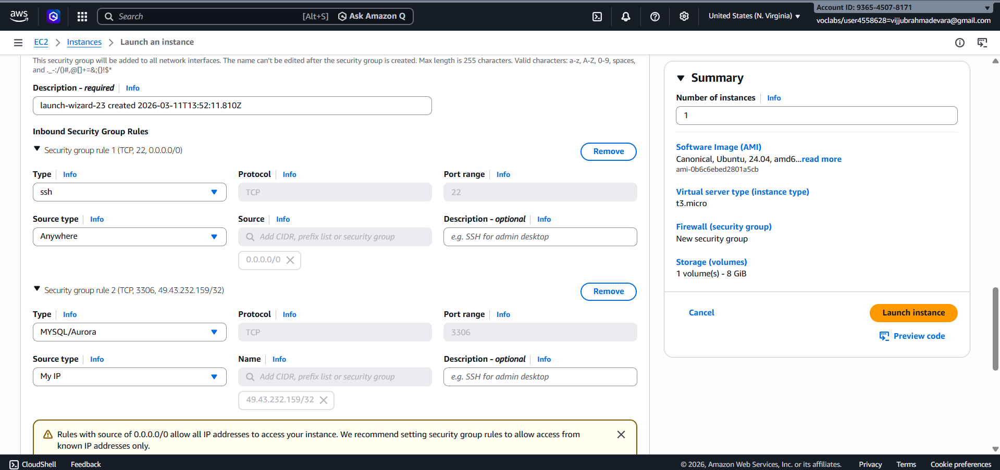 aws
Search [Alt+S] Ask Amazon Q
United States (N. Virginia)
Account ID: 9365-4507-8171
voclabs/user4558628=vijjubrahmadevara@gmail.com
EC2 Instances Launch an instance
This security group will be added to all network interfaces. The name can't be edited after the security group is created. Max length is 255 characters. Valid characters: a-z, A-Z, 0-9, spaces,
and ._-:/()#,@[]+=&;{}!$*
Description - required Info
launch-wizard-23 created 2026-03-11T13:52:11.810Z
Inbound Security Group Rules
Security group rule 1 (TCP, 22, 0.0.0.0/0)
Remove
Type Info
Protocol Info
Port range Info
ssh
TCP
22
Source type Info
Source Info
Description - optional Info
Anywhere
Add CIDR, prefix list or security group
e.g. SSH for admin desktop
0.0.0.0/0
Security group rule 2 (TCP, 3306, 49.43.232.159/32)
Remove
Type Info
Protocol Info
Port range Info
MYSQL/Aurora
TCP
3306
Source type Info
Name Info
Description - optional Info
My IP
Add CIDR, prefix list or security group
e.g. SSH for admin desktop
49.43.232.159/32
Rules with source of 0.0.0.0/0 allow all IP addresses to access your instance. We recommend setting security group rules to allow access from
known IP addresses only.
Summary
Number of instances Info
1
Software Image (AMI)
Canonical, Ubuntu, 24.04, amd6...read more
ami-0b6c6ebed2801a5cb
Virtual server type (instance type)
t3.micro
Firewall (security group)
New security group
Storage (volumes)
1 volume(s) - 8 GiB
Cancel
Launch instance
Preview code
CloudShell Feedback
© 2026, Amazon Web Services, Inc. or its affiliates. Privacy Terms Cookie preferences